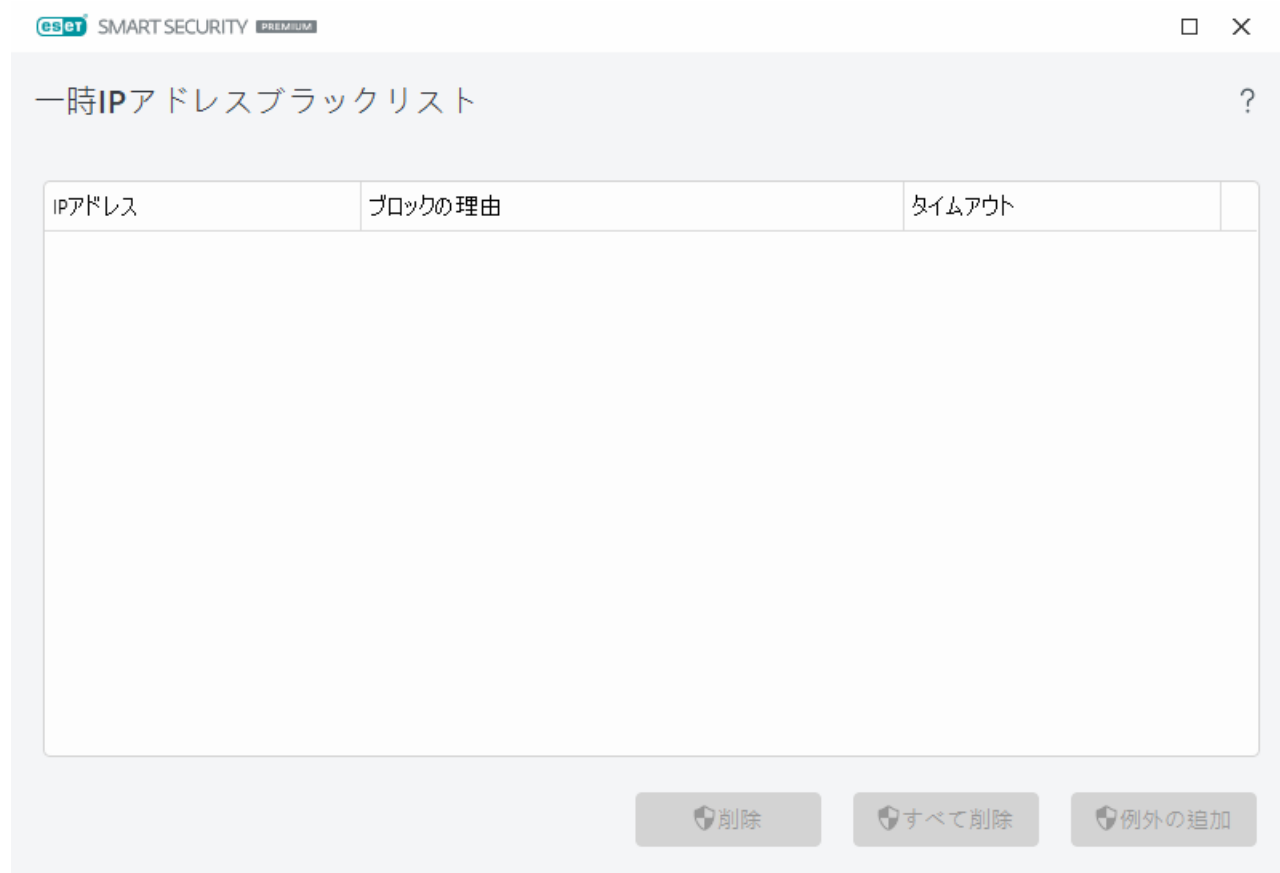 eset SMART SECURITY PREMIUM
一時IPアドレスブラックリスト ?
IPアドレス ブロックの理由 タイムアウト
削除 すべて削除 例外の追加